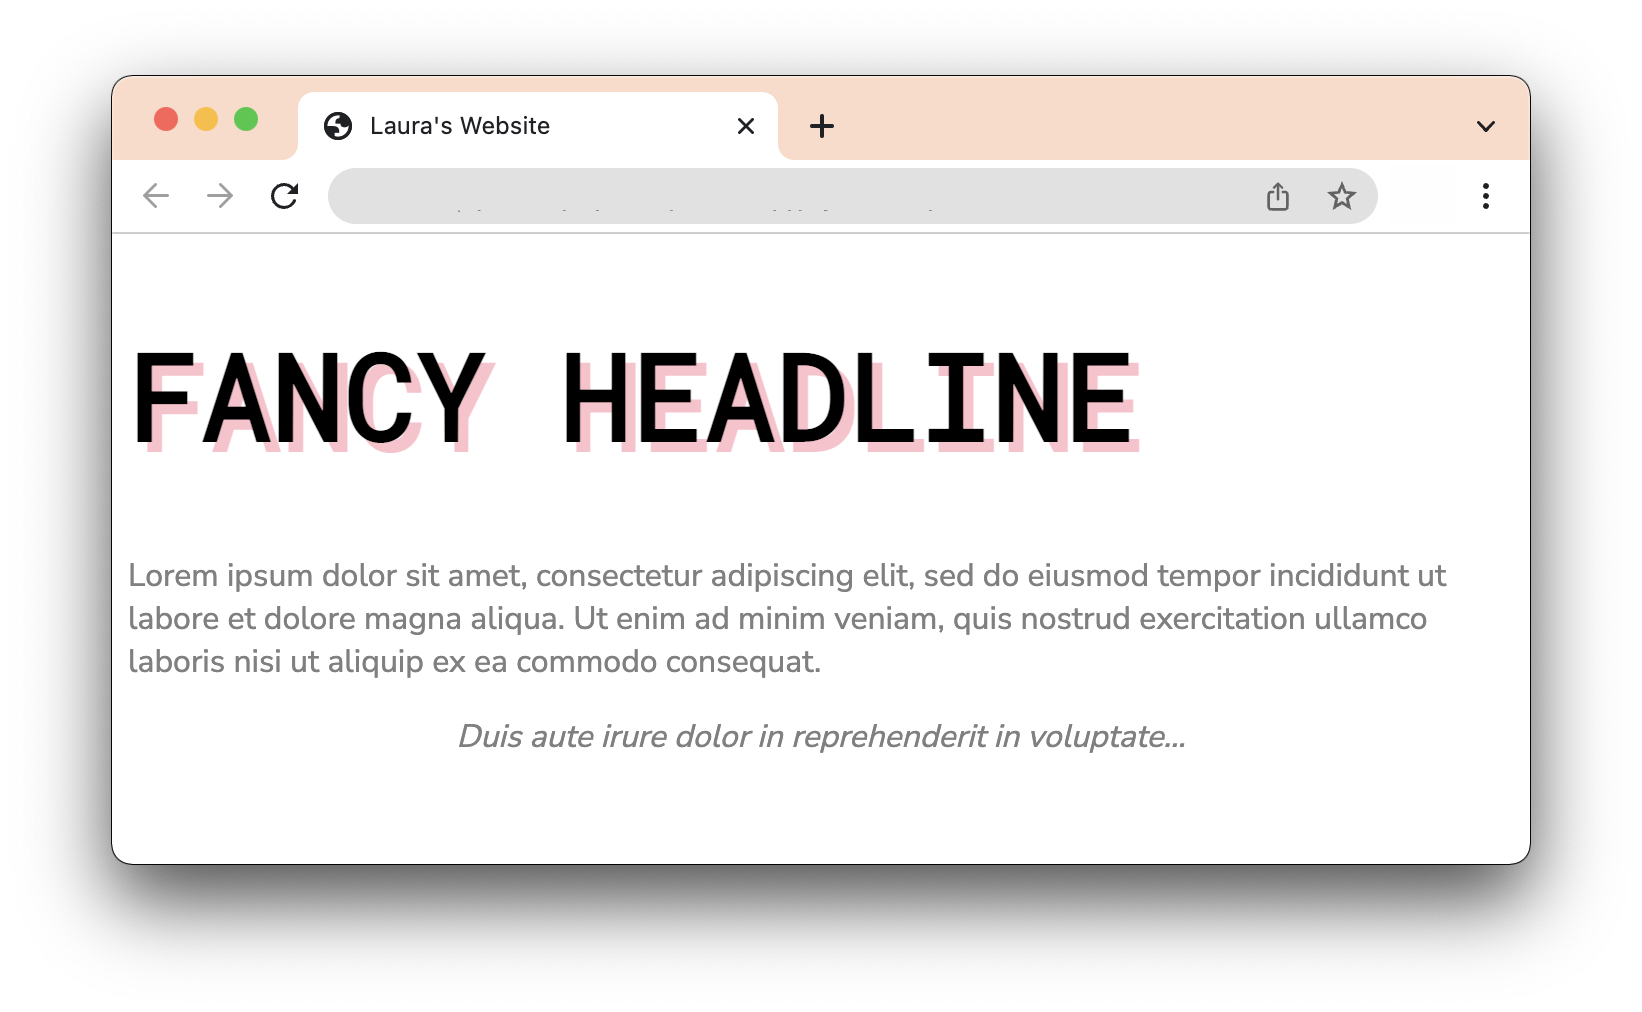 Laura's Website
FANCY HEADLINE
Lorem ipsum dolor sit amet, consectetur adipiscing elit, sed do eiusmod tempor incididunt ut
labore et dolore magna aliqua. Ut enim ad minim veniam, quis nostrud exercitation ullamco
laboris nisi ut aliquip ex ea commodo consequat.
Duis aute irure dolor in reprehenderit in voluptate...